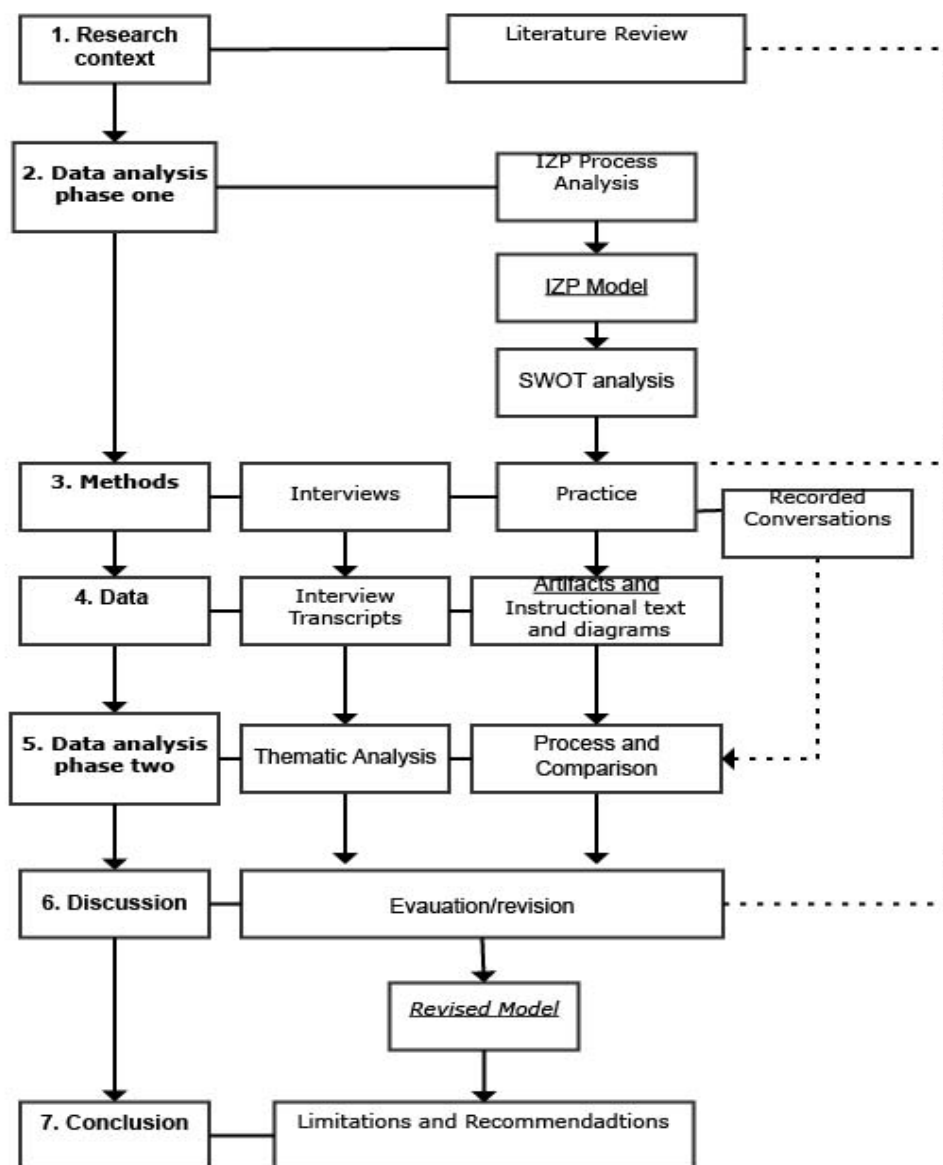 1. Research
context
Literature Review
2. Data analysis
phase one
IZP Process
Analysis
IZP Model
SWOT analysis
3. Methods
Interviews
Practice
Recorded
Conversations
4. Data
Interview
Transcripts
Artifacts and
Instructional text
and diagrams
5. Data analysis
phase two
Thematic Analysis
Process and
Comparison
6. Discussion
Evauation/revision
Revised Model
7. Conclusion
Limitations and Recommendadtions